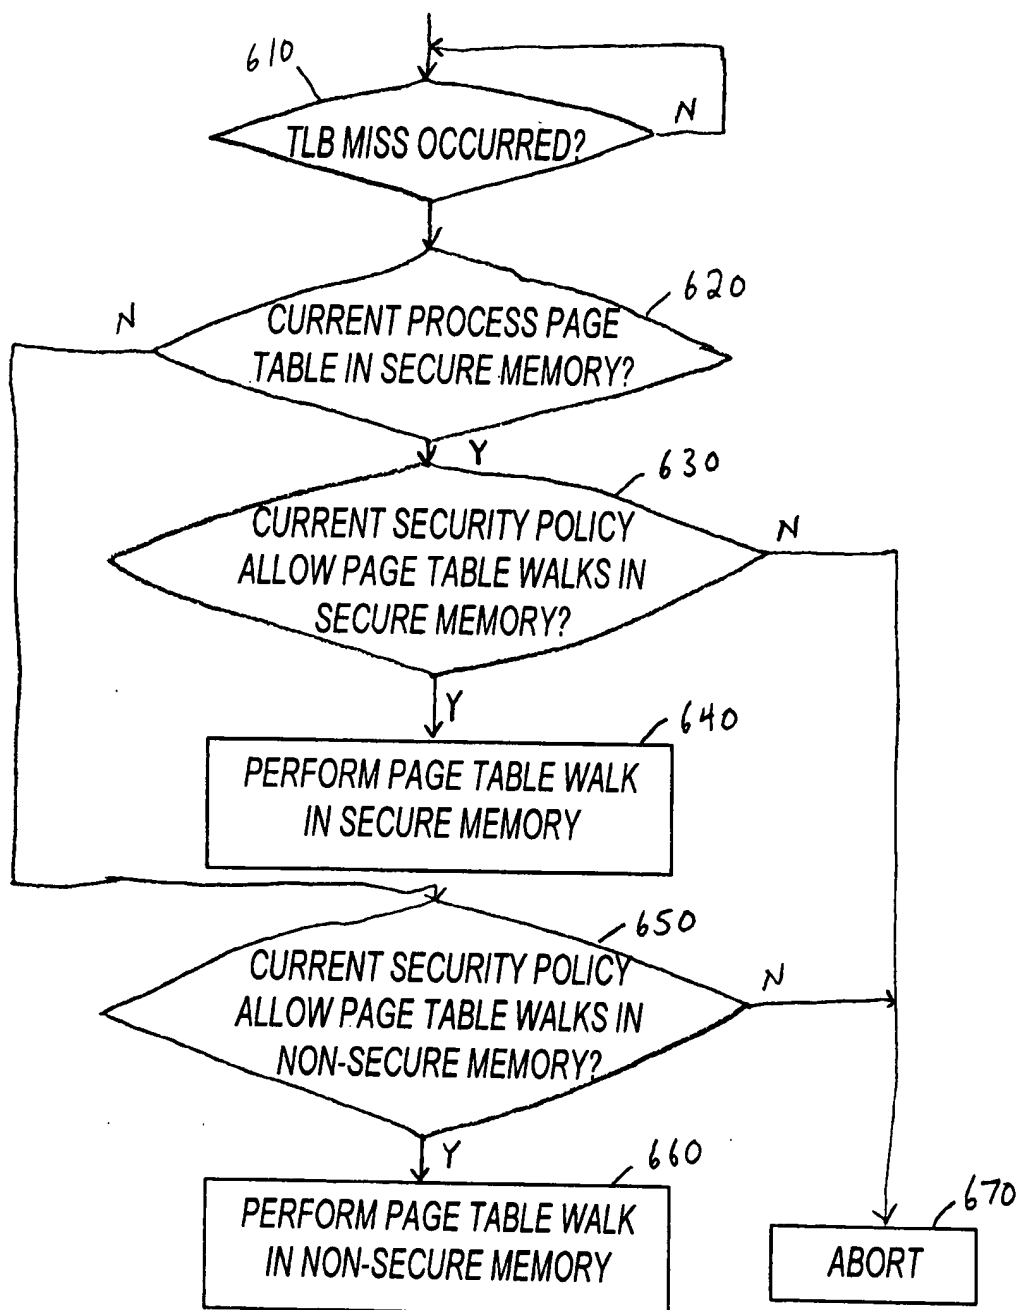 610
N
TLB MISS OCCURRED?
620
N
CURRENT PROCESS PAGE
TABLE IN SECURE MEMORY?
Y
630
CURRENT SECURITY POLICY
ALLOW PAGE TABLE WALKS IN
SECURE MEMORY?
N
Y
640
PERFORM PAGE TABLE WALK
IN SECURE MEMORY
650
CURRENT SECURITY POLICY
ALLOW PAGE TABLE WALKS IN
NON-SECURE MEMORY?
N
Y
660
PERFORM PAGE TABLE WALK
IN NON-SECURE MEMORY
670
ABORT